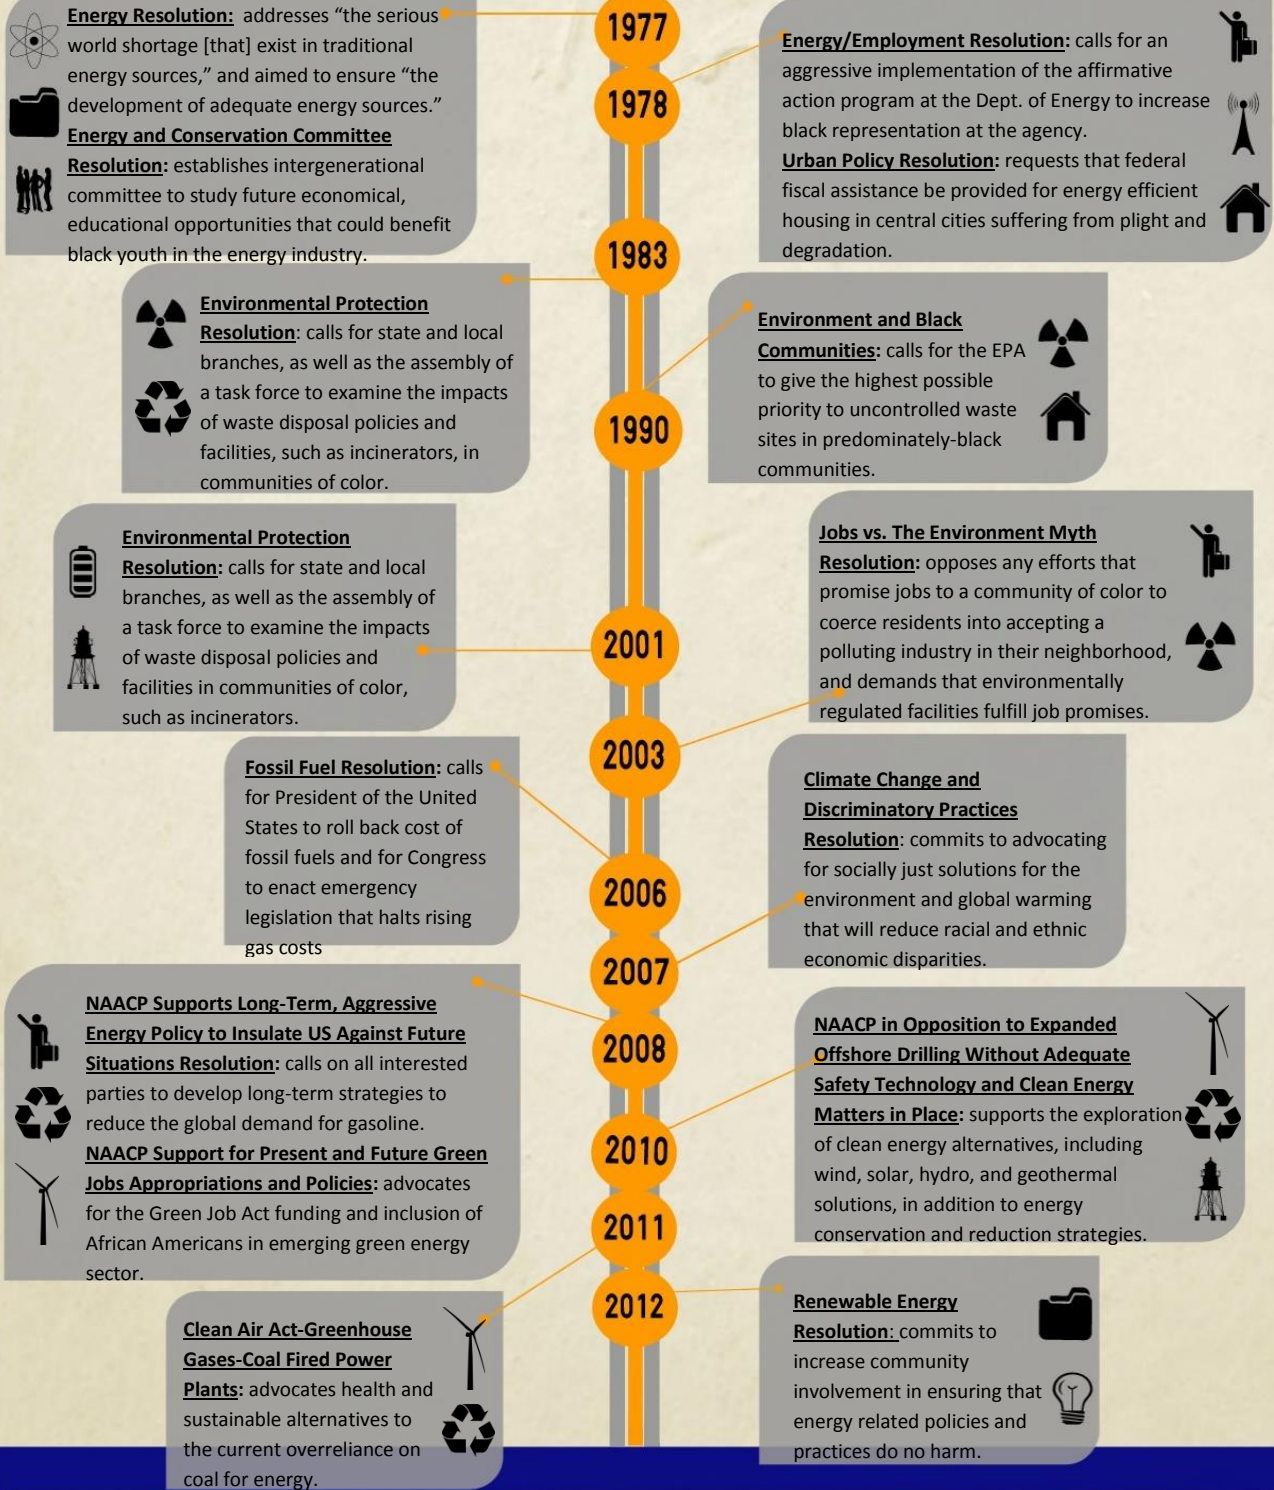 1977
Energy Resolution: addresses “the serious
world shortage [that] exist in traditional
energy sources,” and aimed to ensure “the
development of adequate energy sources.”
Energy and Conservation Committee
Resolution: establishes intergenerational
committee to study future economical,
educational opportunities that could benefit
black youth in the energy industry.
1978
Energy/Employment Resolution: calls for an
aggressive implementation of the affirmative
action program at the Dept. of Energy to increase
black representation at the agency.
Urban Policy Resolution: requests that federal
fiscal assistance be provided for energy efficient
housing in central cities suffering from plight and
degradation.
1983
Environmental Protection
Resolution: calls for state and local
branches, as well as the assembly of
a task force to examine the impacts
of waste disposal policies and
facilities, such as incinerators, in
communities of color.
1990
Environment and Black
Communities: calls for the EPA
to give the highest possible
priority to uncontrolled waste
sites in predominately-black
communities.
2001
Environmental Protection
Resolution: calls for state and local
branches, as well as the assembly of
a task force to examine the impacts
of waste disposal policies and
facilities in communities of color,
such as incinerators.
2003
Jobs vs. The Environment Myth
Resolution: opposes any efforts that
promise jobs to a community of color to
coerce residents into accepting a
polluting industry in their neighborhood,
and demands that environmentally
regulated facilities fulfill job promises.
2006
Fossil Fuel Resolution: calls
for President of the United
States to roll back cost of
fossil fuels and for Congress
to enact emergency
legislation that halts rising
gas costs
2007
Climate Change and
Discriminatory Practices
Resolution: commits to advocating
for socially just solutions for the
environment and global warming
that will reduce racial and ethnic
economic disparities.
2008
NAACP Supports Long-Term, Aggressive
Energy Policy to Insulate US Against Future
Situations Resolution: calls on all interested
parties to develop long-term strategies to
reduce the global demand for gasoline.
NAACP Support for Present and Future Green
Jobs Appropriations and Policies: advocates
for the Green Job Act funding and inclusion of
African Americans in emerging green energy
sector.
2010
NAACP in Opposition to Expanded
Offshore Drilling Without Adequate
Safety Technology and Clean Energy
Matters in Place: supports the exploration
of clean energy alternatives, including
wind, solar, hydro, and geothermal
solutions, in addition to energy
conservation and reduction strategies.
2011
Clean Air Act-Greenhouse
Gases-Coal Fired Power
Plants: advocates health and
sustainable alternatives to
the current overreliance on
coal for energy.
2012
Renewable Energy
Resolution: commits to
increase community
involvement in ensuring that
energy related policies and
practices do no harm.